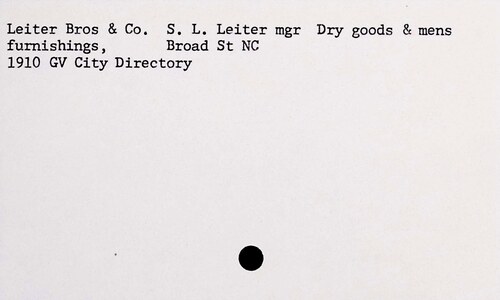 Leiter Bros & Co.  S. L. Leiter mgr  Dry goods & mens
furnishings,       Broad St NC
1910 GV City Directory